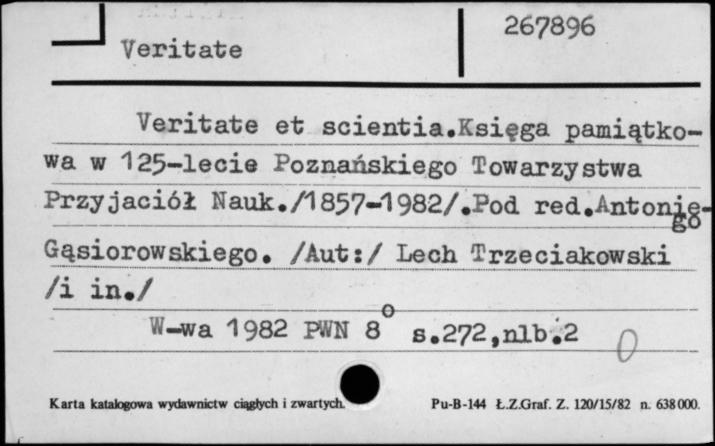 267896
Veritate
Veritate et scientia.Księga pamiątko-
wa w 125-lecie Poznańskiego Towarzystwa
Przyjaciół Nauk./1857-1982/.Pod red.Antonie-
go
Gąsiorowskiego. /Aut:/ Lech Trzeciakowski
/i in./
W-wa 1982 PWN 8° s.272,nlb.2
0
Karta katalogowa wydawnictw ciągłych i zwartych. Pu-B-144 Ł.Z.Graf. Z. 120/15/82 n. 638000.